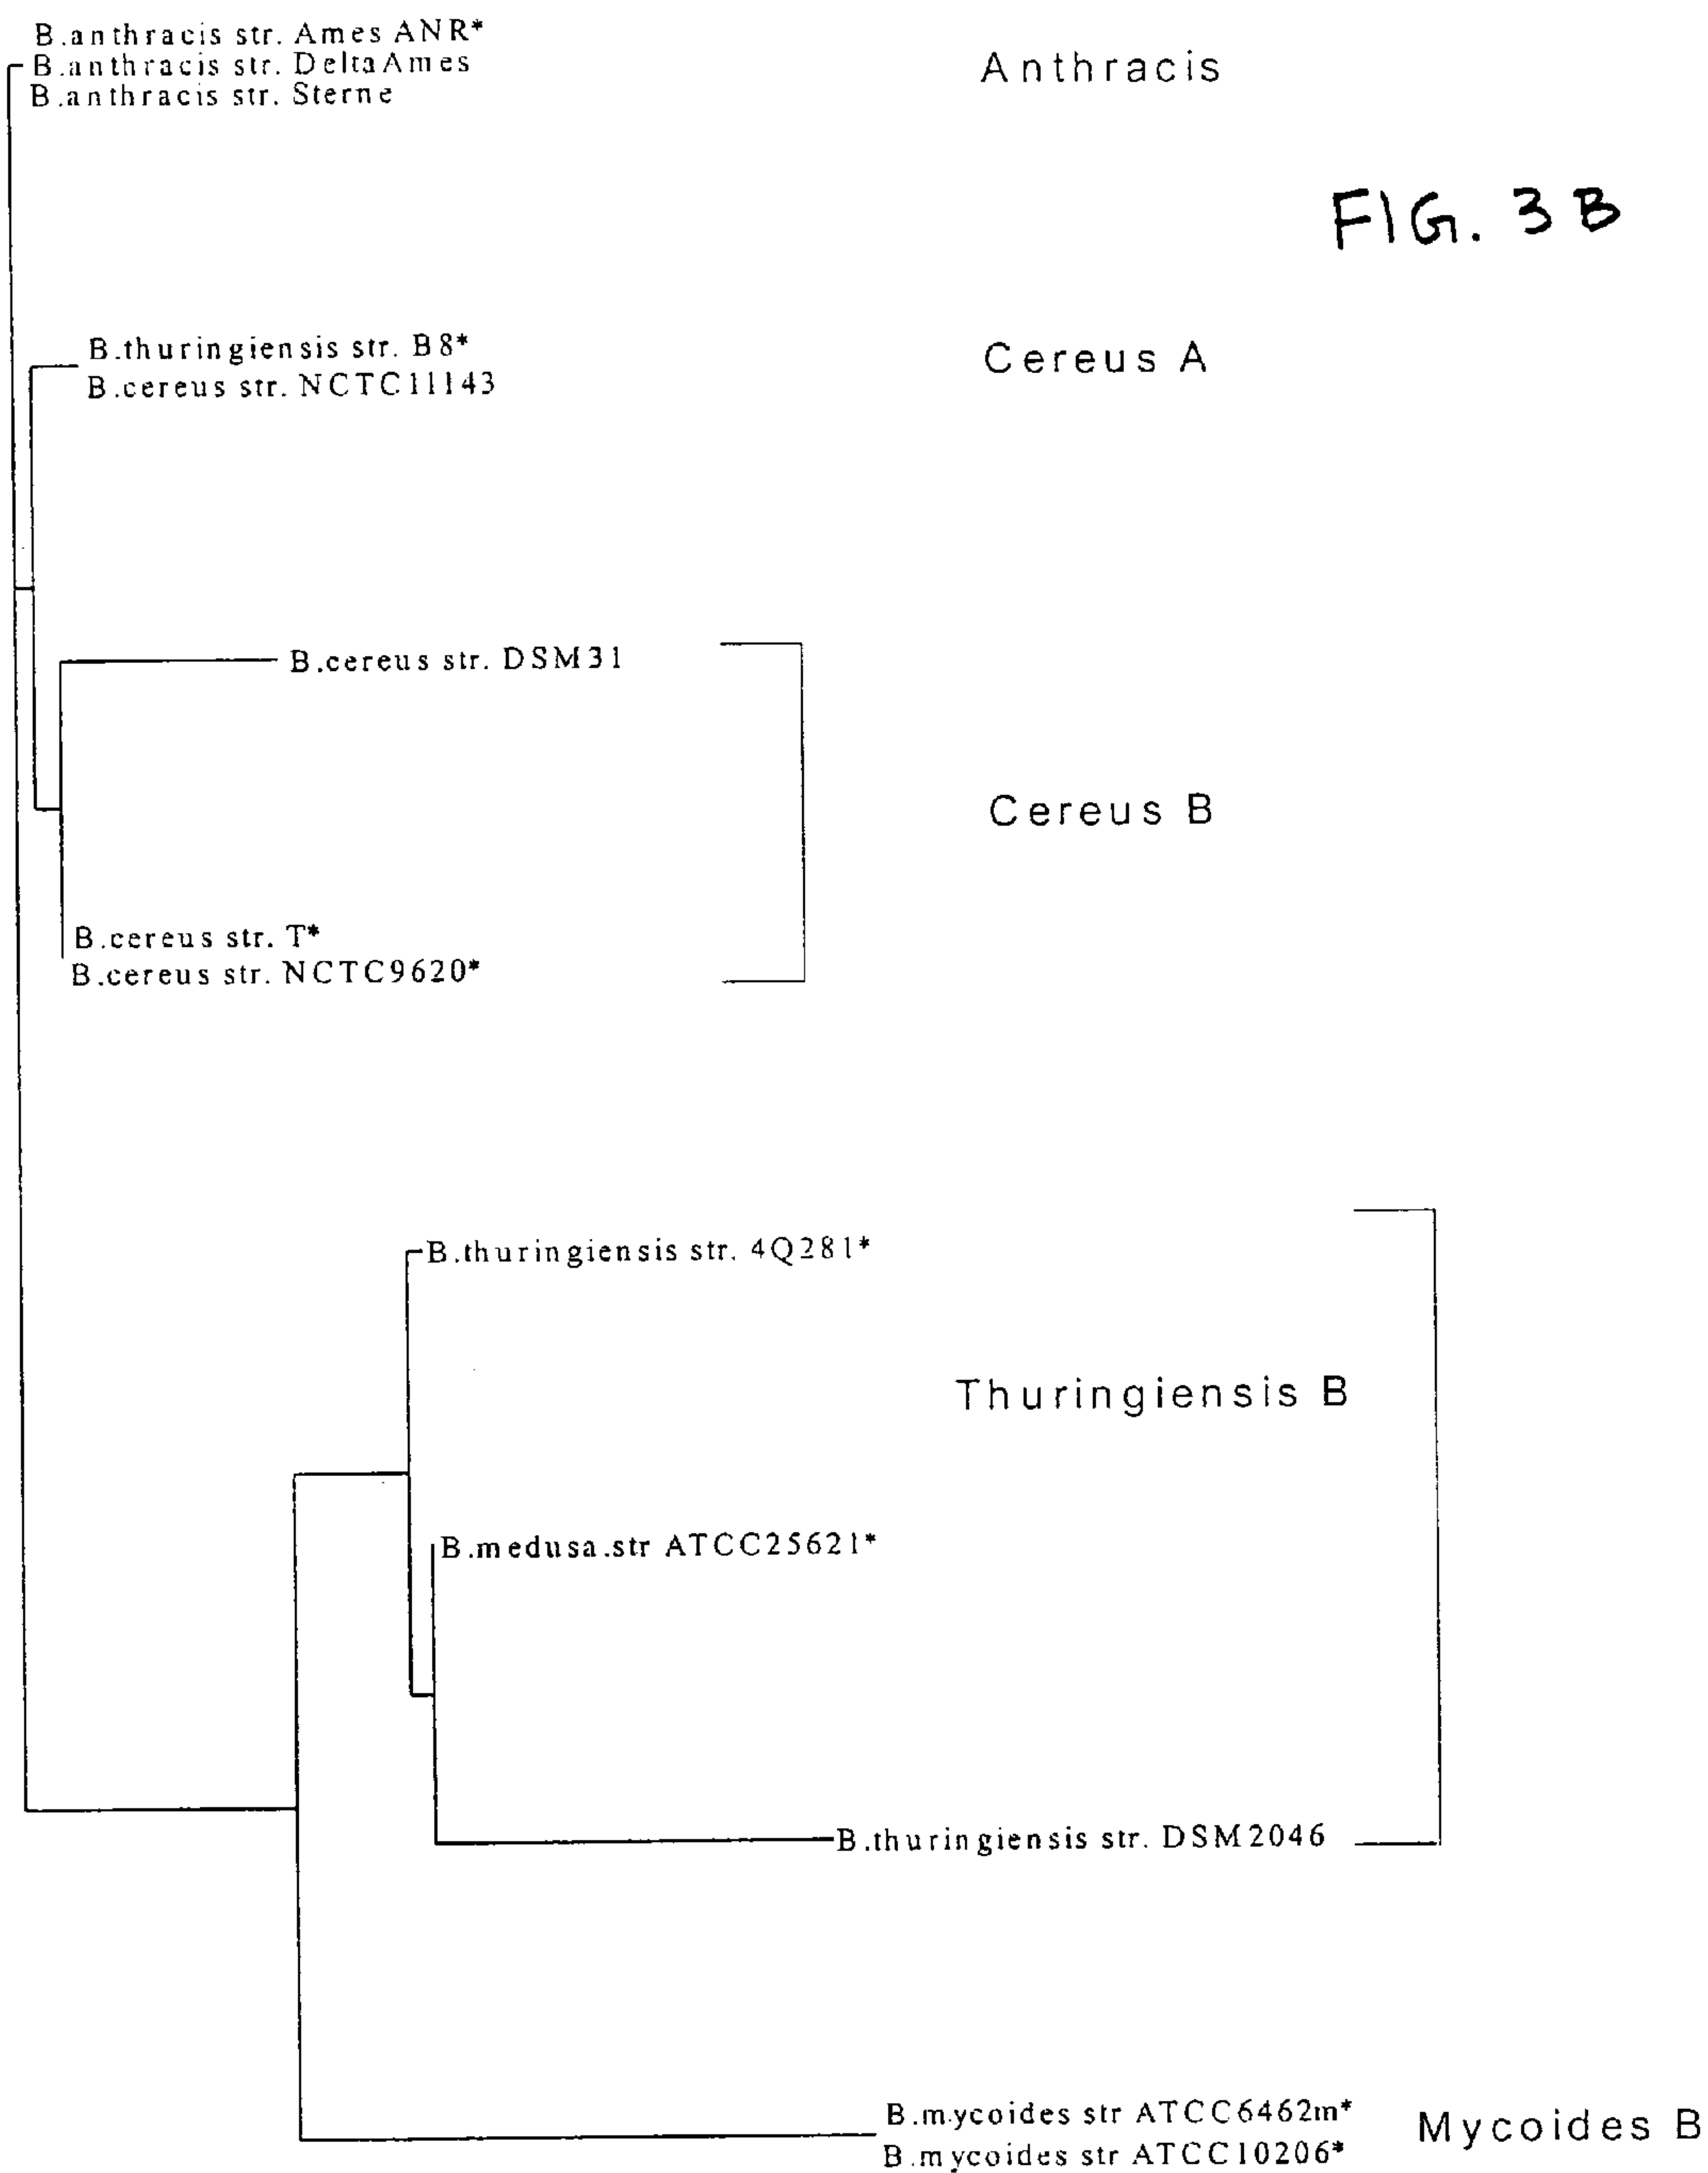 B.anthracis str. Ames ANR*
B.anthracis str. DeltaAmes
B.anthracis str. Sterne
Anthracis
FIG. 3B
B.thuringiensis str. B8*
B.cereus str. NCTC11143
Cereus A
B.cereus str. DSM31
Cereus B
B.cereus str. T*
B.cereus str. NCTC9620*
B.thuringiensis str. 4Q281*
Thuringiensis B
B.medusa.str ATCC25621*
B.thuringiensis str. DSM2046
B.mycoides str ATCC6462m*
B.mycoides str ATCC10206*
Mycoides B